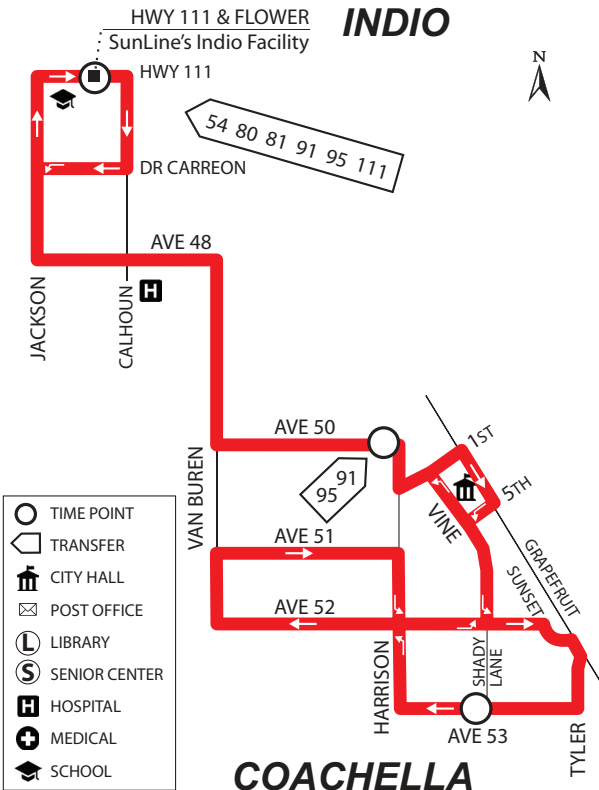 HWY 111 & FLOWER
SunLine's Indio Facility
INDIO
N
HWY 111
54 80 81 91 95 111
DR CARREON
AVE 48
JACKSON
CALHOUN
H
AVE 50
1ST
5TH
91
95
VAN BUREN
VINE
AVE 51
GRAPEFRUIT
SUNSET
AVE 52
HARRISON
SHADY
LANE
AVE 53
TYLER
COACHELLA
TIME POINT
TRANSFER
CITY HALL
POST OFFICE
L LIBRARY
S SENIOR CENTER
H HOSPITAL
MEDICAL
SCHOOL